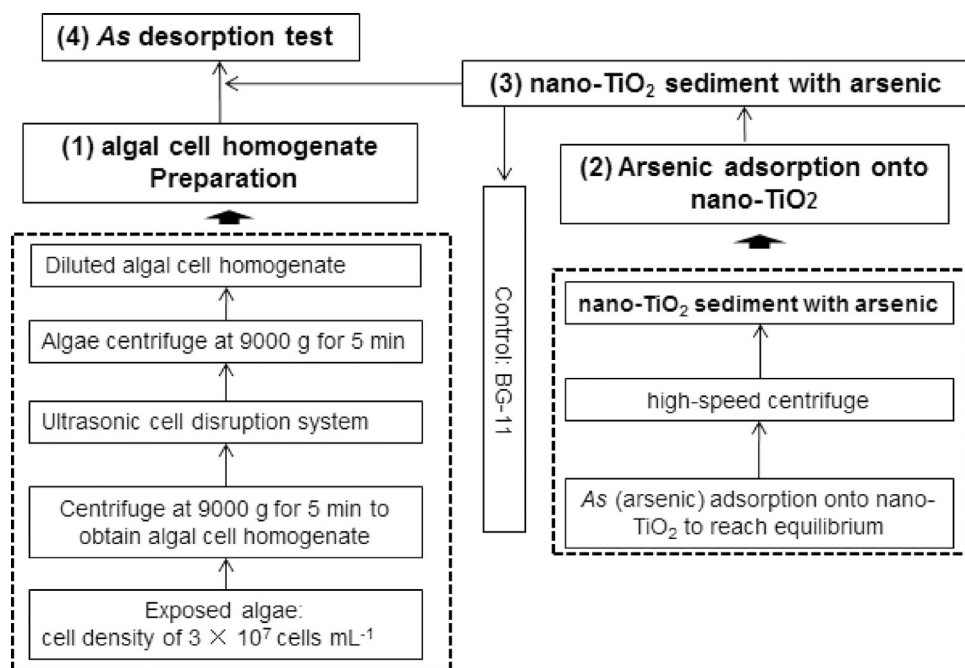 (4) As desorption test
(3) nano-TiO₂ sediment with arsenic
(1) algal cell homogenate
Preparation
(2) Arsenic adsorption onto
nano-TiO2
Diluted algal cell homogenate
Algae centrifuge at 9000 g for 5 min
Ultrasonic cell disruption system
Centrifuge at 9000 g for 5 min to
obtain algal cell homogenate
Exposed algae:
cell density of 3 × 10⁷ cells mL⁻¹
Control: BG-11
nano-TiO₂ sediment with arsenic
high-speed centrifuge
As (arsenic) adsorption onto nano-
TiO₂ to reach equilibrium